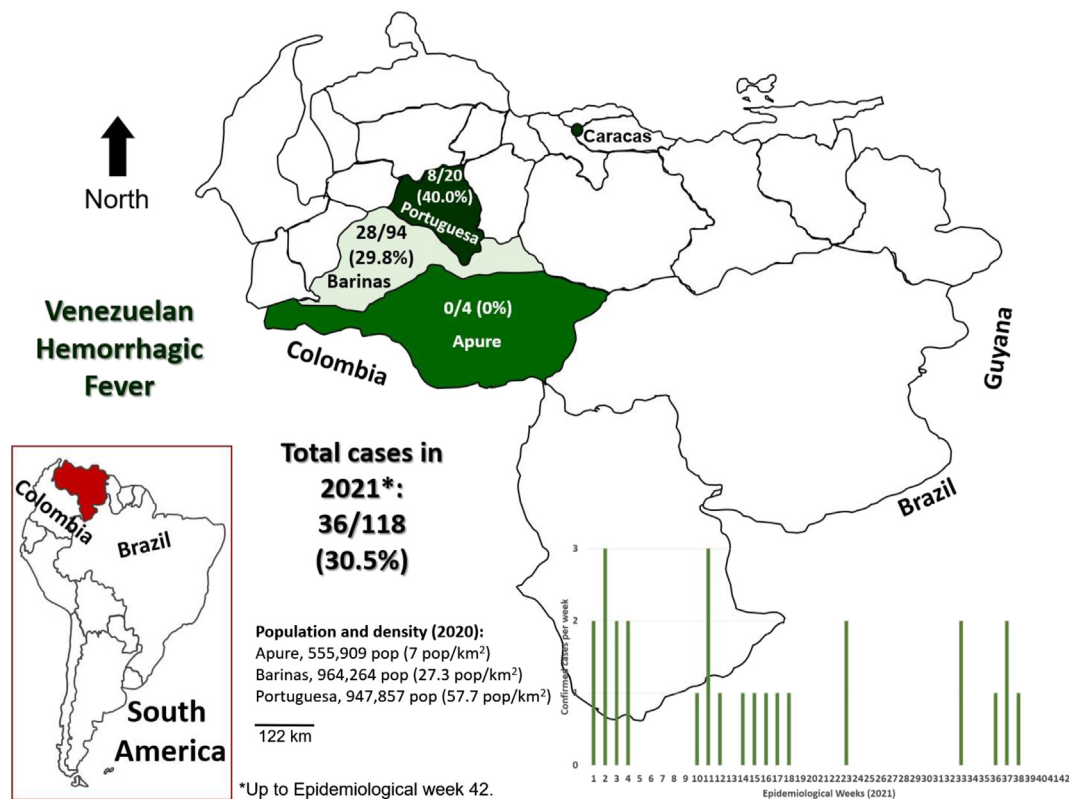 Caracas
North
8/20
(40.0%)
Portuguesa
28/94
(29.8%)
Barinas
0/4 (0%)
Apure
Venezuelan
Hemorrhagic
Fever
Colombia
Guyana
Brazil
Total cases in
2021*:
36/118
(30.5%)
Colombia
Brazil
South
America
Population and density (2020):
Apure, 555,909 pop (7 pop/km²)
Barinas, 964,264 pop (27.3 pop/km²)
Portuguesa, 947,857 pop (57.7 pop/km²)
122 km
*Up to Epidemiological week 42.
Confirmed cases per week
3
2
1
0
1 2 3 4 5 6 7 8 9 10 11 12 13 14 15 16 17 18 19 20 21 22 23 24 25 26 27 28 29 30 31 32 33 34 35 36 37 38 39 40 41 42
Epidemiological Weeks (2021)